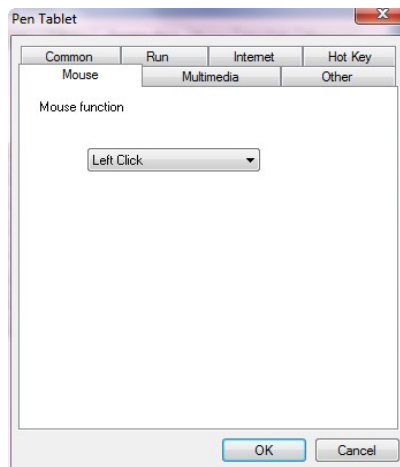 Pen Tablet
Common Run Internet Hot Key
Mouse Multimedia Other
Mouse function
Left Click
OK Cancel